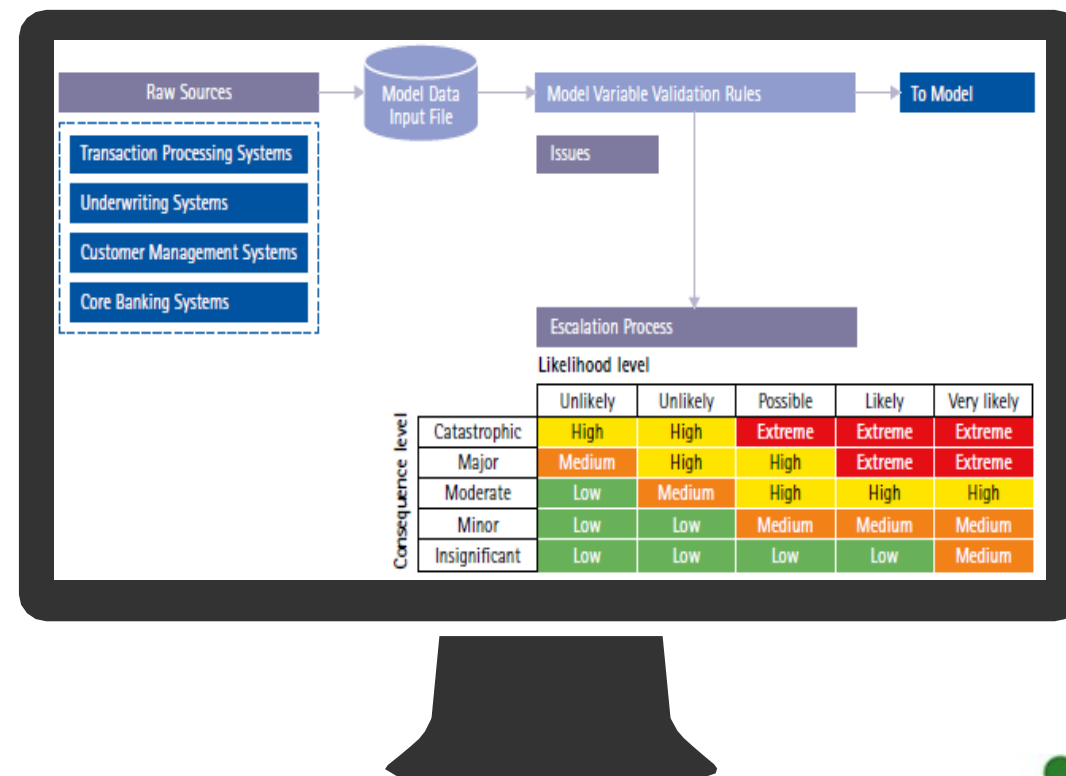 Raw Sources
Model Data
Input File
Model Variable Validation Rules
To Model
Transaction Processing Systems
Underwriting Systems
Customer Management Systems
Core Banking Systems
Issues
Escalation Process
Likelihood level
Unlikely Unlikely Possible Likely Very likely
Consequence level
Catastrophic High High Extreme Extreme Extreme
Major Medium High High Extreme Extreme
Moderate Low Medium High High High
Minor Low Low Medium Medium Medium
Insignificant Low Low Low Low Medium